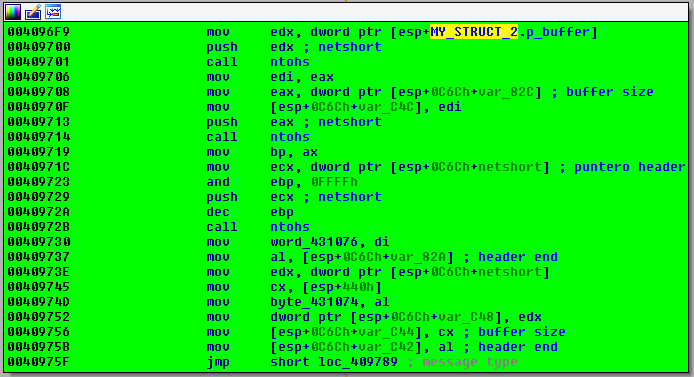 004096F9 mov edx, dword ptr [esp+MY_STRUCT_2.p_buffer]
00409700 push edx ; netshort
00409701 call ntohs
00409706 mov edi, eax
00409708 mov eax, dword ptr [esp+0C6Ch+var_82C] ; buffer size
0040970F mov [esp+0C6Ch+var_C4C], edi
00409713 push eax ; netshort
00409714 call ntohs
00409719 mov bp, ax
0040971C mov ecx, dword ptr [esp+0C6Ch+netshort] ; puntero header
00409723 and ebp, 0FFFFh
00409729 push ecx ; netshort
0040972A dec ebp
0040972B call ntohs
00409730 mov word_431076, di
00409737 mov al, [esp+0C6Ch+var_82A] ; header end
0040973E mov edx, dword ptr [esp+0C6Ch+netshort]
00409745 mov cx, [esp+440h]
0040974D mov byte_431074, al
00409752 mov dword ptr [esp+0C6Ch+var_C48], edx
00409756 mov [esp+0C6Ch+var_C44], cx ; buffer size
0040975B mov [esp+0C6Ch+var_C42], al ; header end
0040975F jmp short loc_409789 ; message type